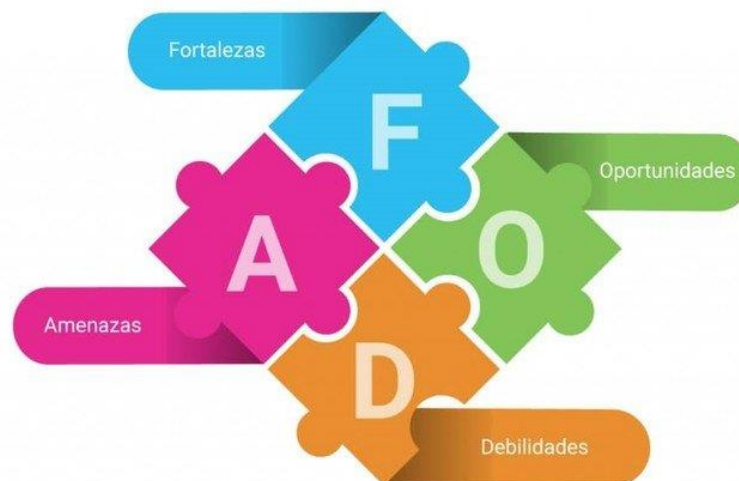 Fortalezas
F
Oportunidades
A
O
Amenazas
D
Debilidades